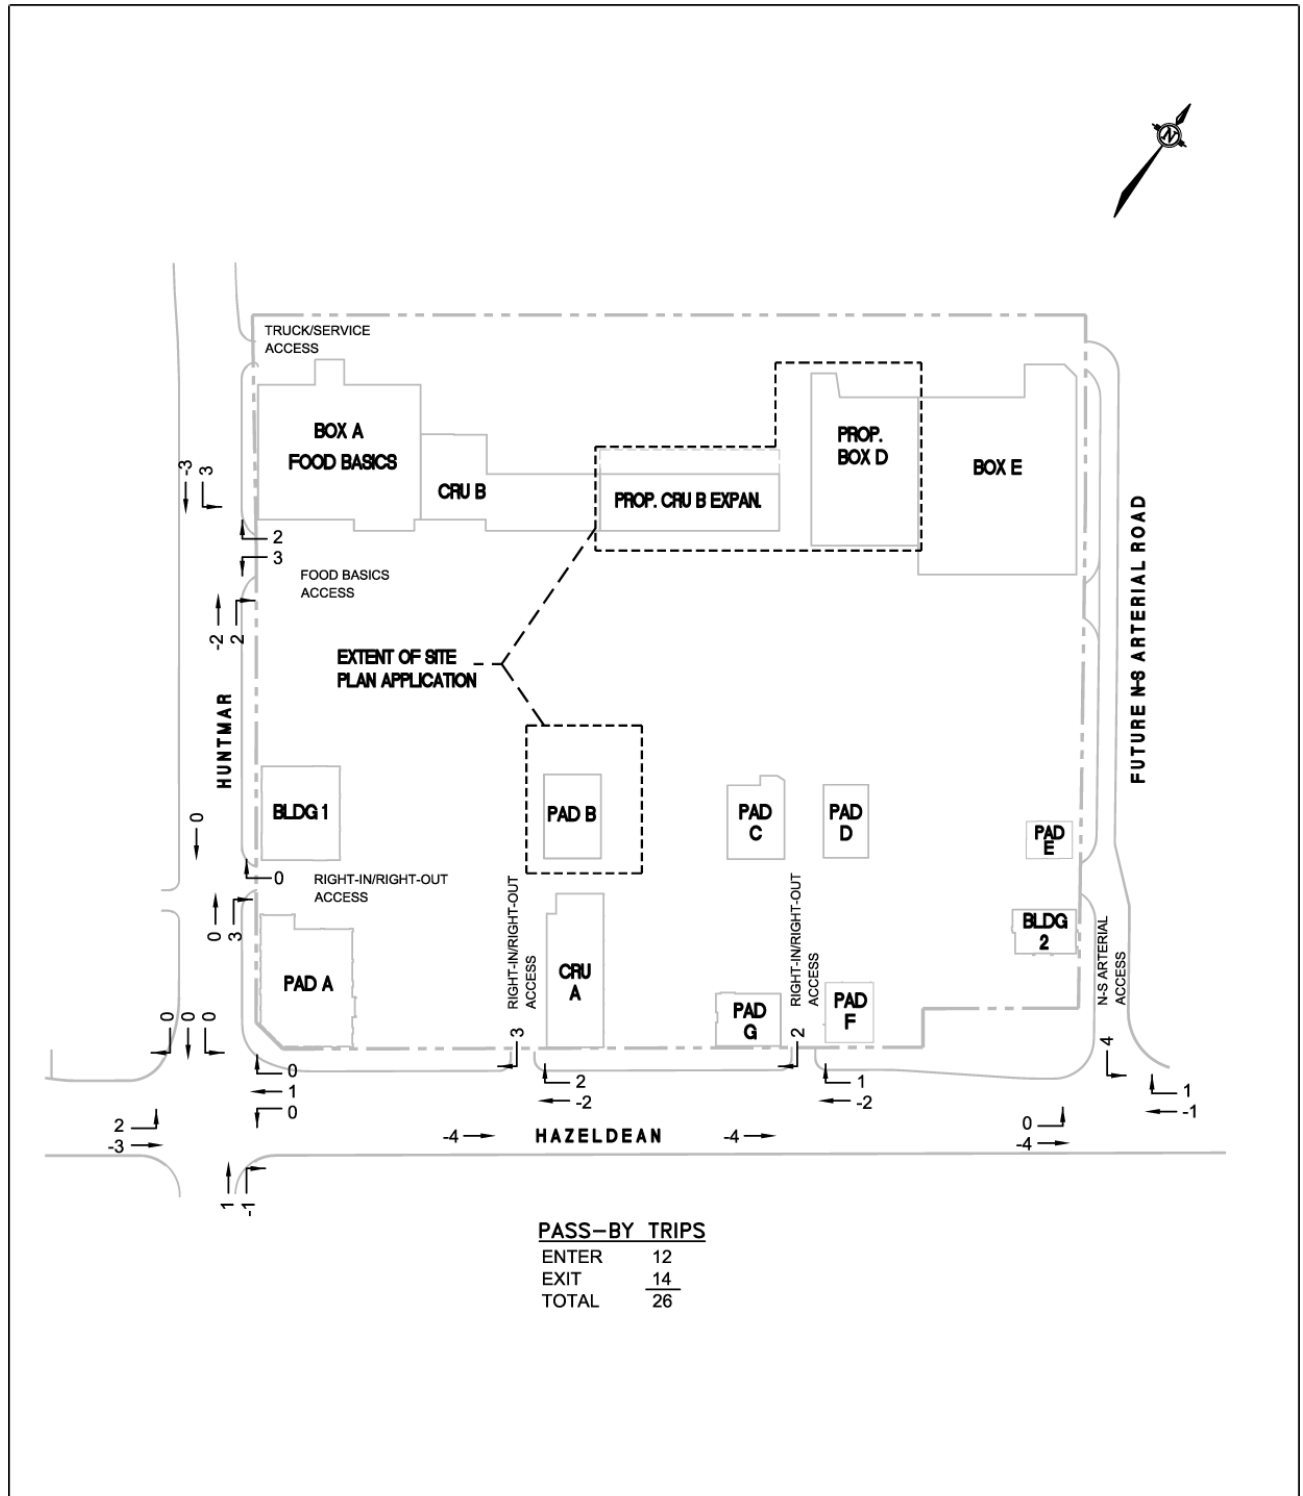 N
TRUCK/SERVICE
ACCESS
BOX A
FOOD BASICS
CRU B
PROP. CRU B EXPAN.
PROP.
BOX D
BOX E
-3
3
2
3
FOOD BASICS
ACCESS
-2
2
EXTENT OF SITE
PLAN APPLICATION
HUNTMAR
FUTURE N-S ARTERIAL ROAD
BLDG 1
PAD B
PAD
C
PAD
D
PAD
E
0
0
RIGHT-IN/RIGHT-OUT
ACCESS
0
3
PAD A
RIGHT-IN/RIGHT-OUT
ACCESS
CRU
A
RIGHT-IN/RIGHT-OUT
ACCESS
PAD
G
PAD
F
BLDG
2
N-S ARTERIAL
ACCESS
0
0
0
3
2
4
0
1
0
2
-2
1
-2
1
-1
2
-3
-4
HAZELDEAN
-4
0
-4
1
-1
PASS-BY TRIPS
ENTER 12
EXIT 14
TOTAL 26